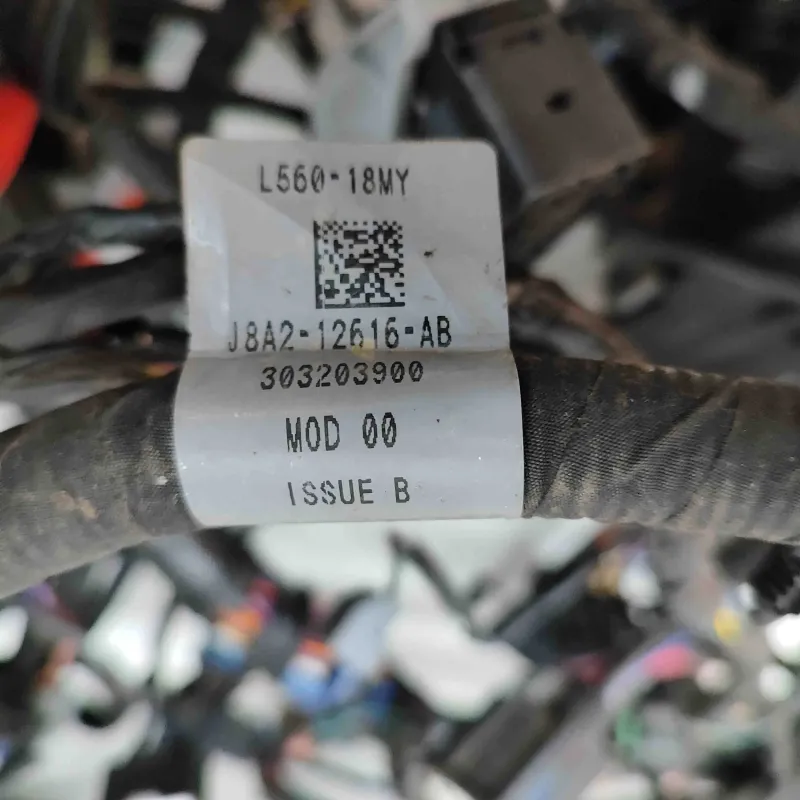 L560-18MY
J8A2-12616-AB
303203900
MOD 00
ISSUE B